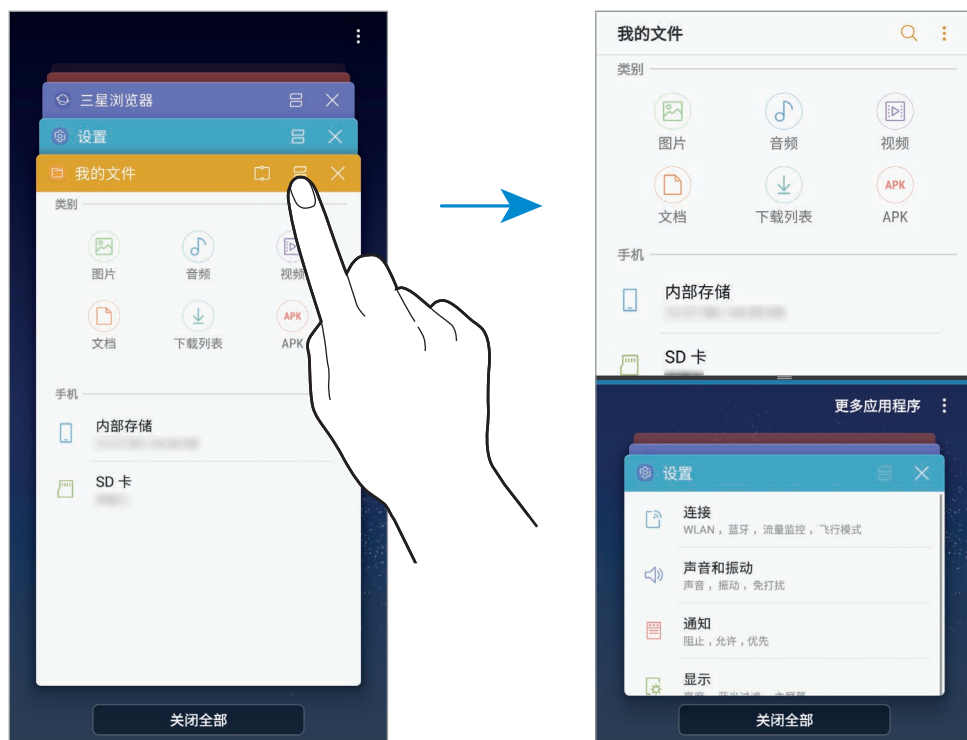 三星浏览器
设置
我的文件
类别
图片
音频
视频
文档
下载列表
APK
APK
手机
内部存储
SD 卡
关闭全部
我的文件
类别
图片
音频
视频
APK
文档
下载列表
APK
手机
内部存储
SD 卡
更多应用程序
设置
连接
WLAN ，蓝牙 ，流量监控 ，飞行模式
声音和振动
声音 ，振动 ，免打扰
通知
阻止 ，允许 ，优先
显示
关闭全部